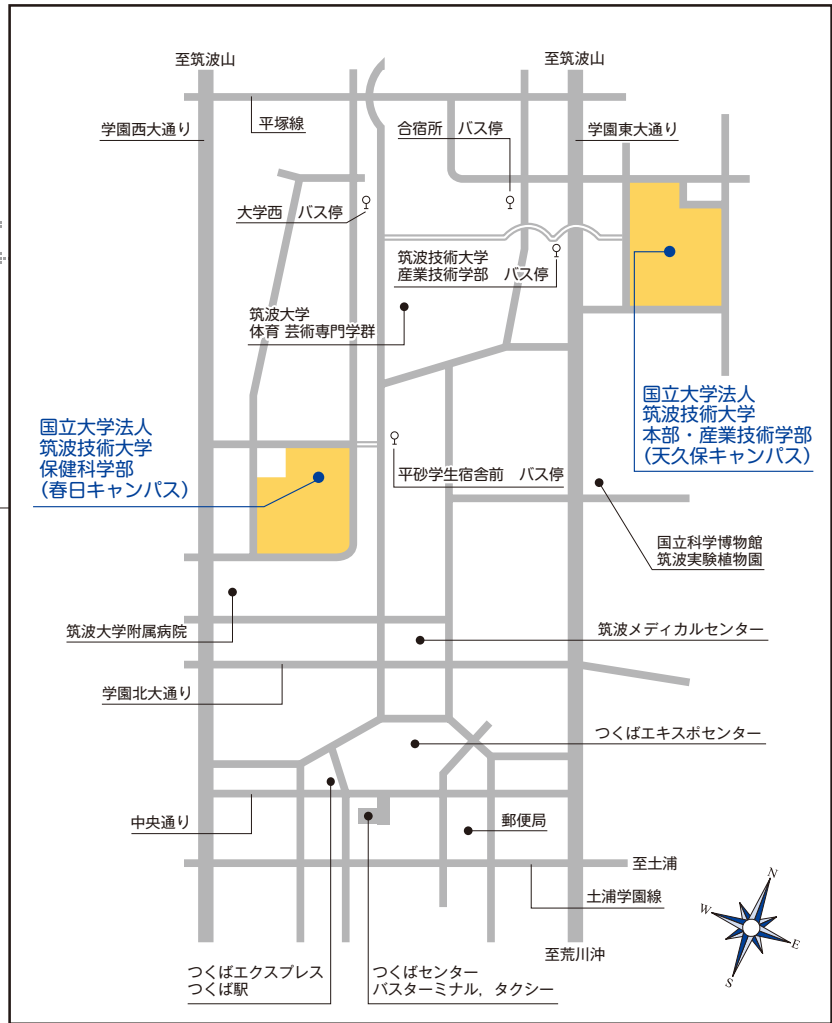 至筑波山
至筑波山
学園西大通り
平塚線
合宿所 バス停
学園東大通り
大学西 バス停
筑波技術大学
産業技術学部 バス停
筑波大学
体育 芸術専門学群
国立大学法人
筑波技術大学
本部・産業技術学部
(天久保キャンパス)
国立大学法人
筑波技術大学
保健科学部
(春日キャンパス)
平砂学生宿舎前 バス停
国立科学博物館
筑波実験植物園
筑波大学附属病院
筑波メディカルセンター
学園北大通り
つくばエキスポセンター
中央通り
郵便局
至土浦
土浦学園線
至荒川沖
つくばエクスプレス
つくば駅
つくばセンター
バスターミナル,タクシー
N
W
E
S